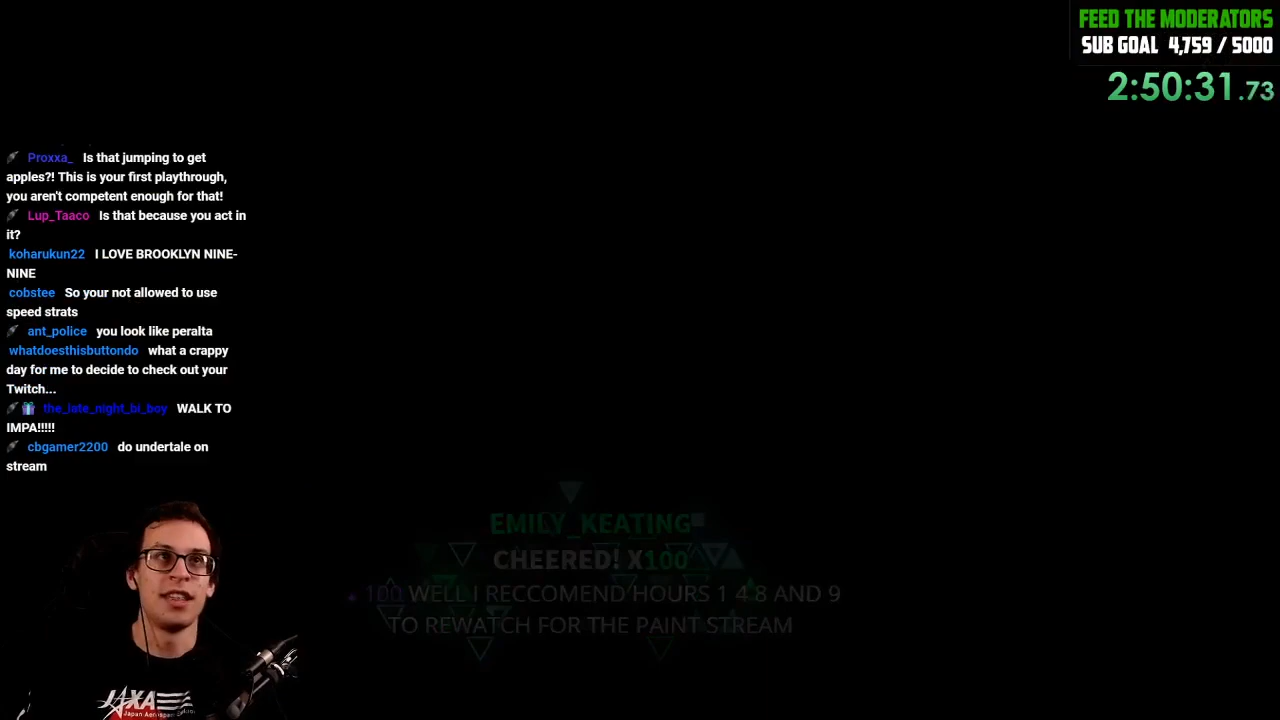 FEED THE MODERATORS
SUB GOAL 4,759 / 5000
2:50:31.73
Proxxa_ Is that jumping to get
apples?! This is your first playthrough,
you aren't competent enough for that!
Lup_Taaco Is that because you act in
it?
koharukun22 I LOVE BROOKLYN NINE-
NINE
cobstee So your not allowed to use
speed strats
ant_police you look like peralta
whatdoesthisbuttondo what a crappy
day for me to decide to check out your
Twitch...
the_late_night_bi_boy WALK TO
IMPA!!!!!
cbgamer2200 do undertale on
stream
EMILY_KEATING
CHEERED! X100
100 WELL I RECCOMEND HOURS 1 4 8 AND 9
TO REWATCH FOR THE PAINT STREAM
JAXA
Japan Aerospace